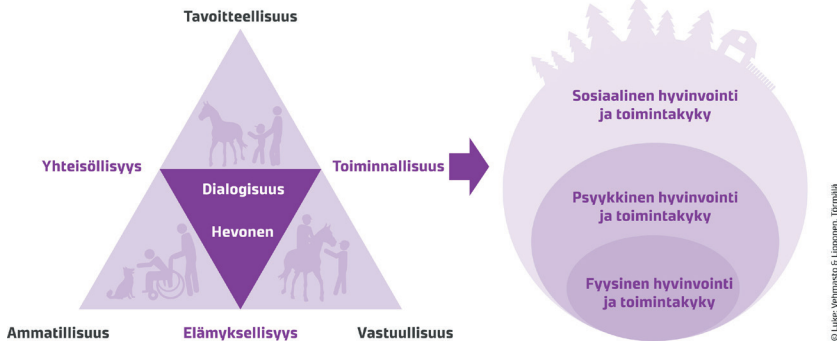 Tavoitteellisuus
Yhteisöllisyys
Toiminnallisuus
Dialogisuus
Hevonen
Ammatillisuus
Elämyksellisyys
Vastuullisuus
Sosiaalinen hyvinvointi
ja toimintakyky
Psyykkinen hyvinvointi
ja toimintakyky
Fyysinen hyvinvointi
ja toimintakyky
© Luke: Vehmasto & Lipponen, Törmälä